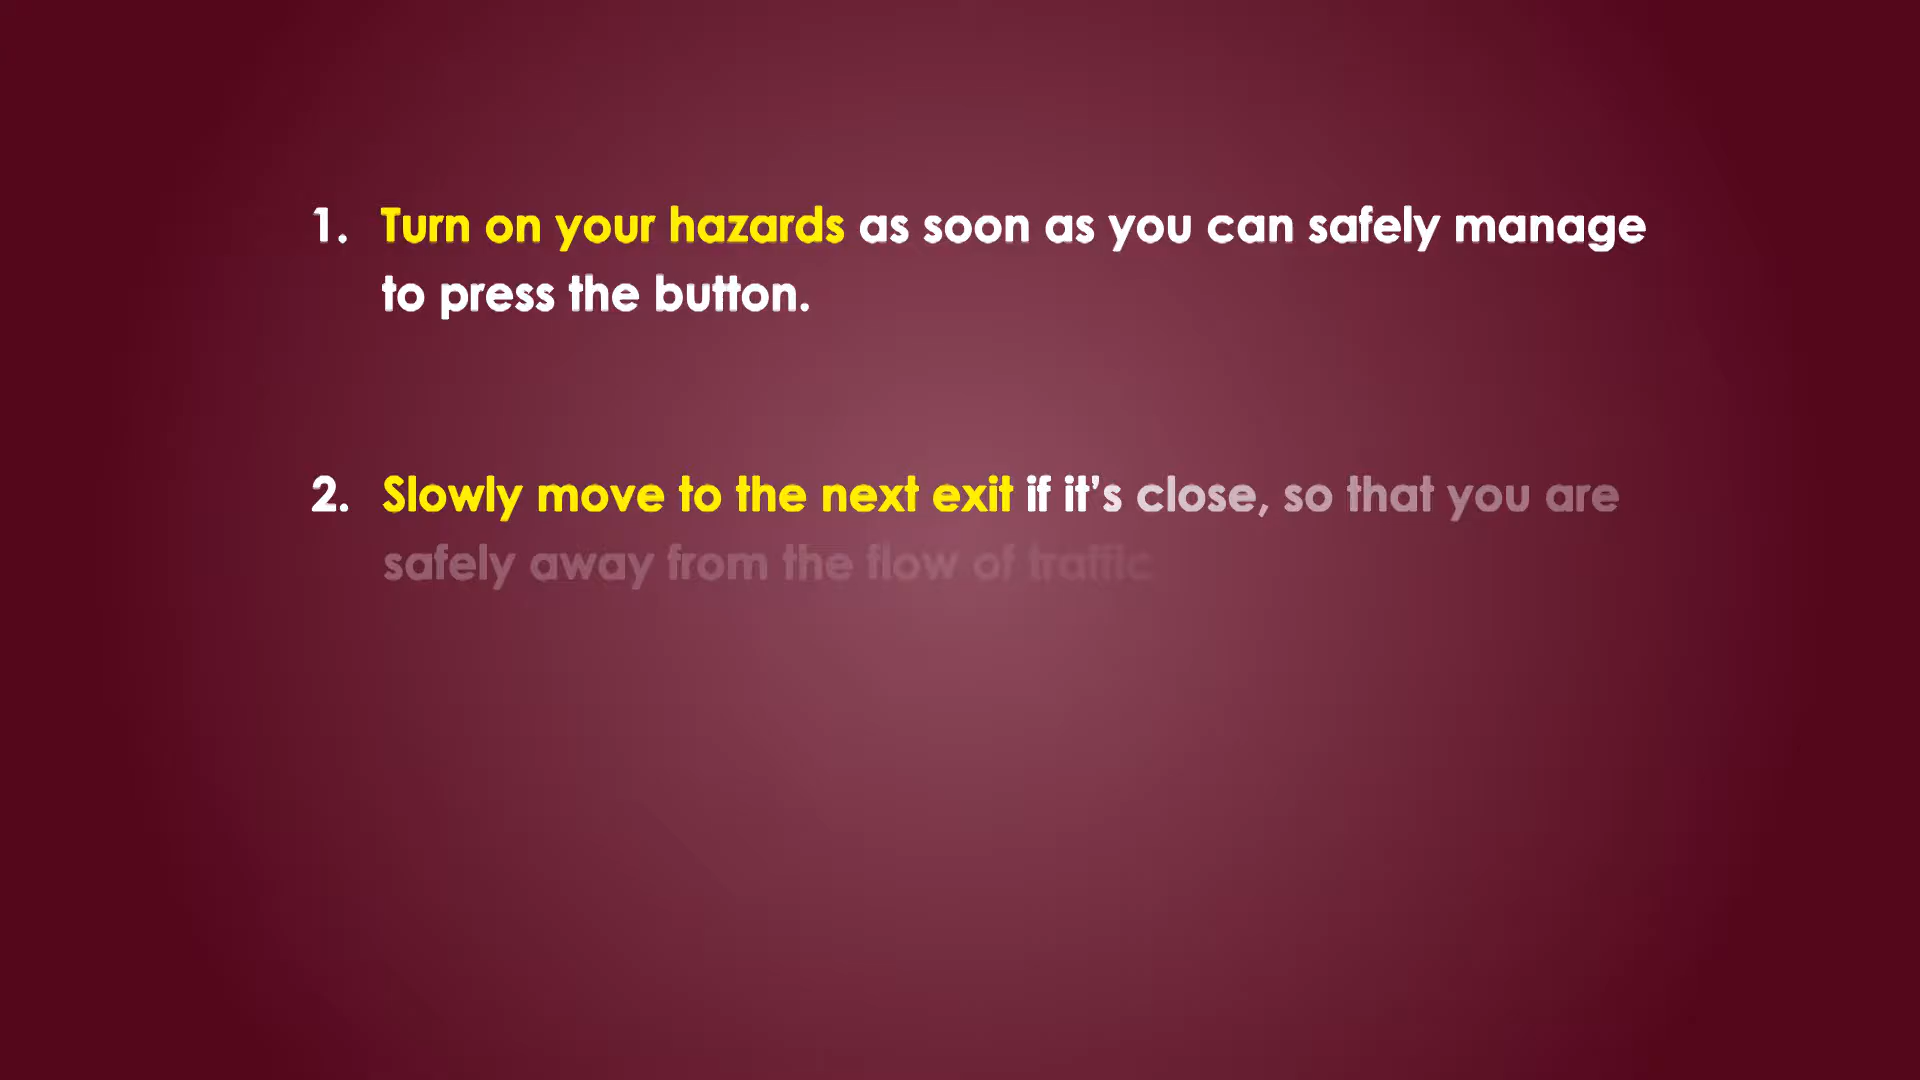 1. Turn on your hazards as soon as you can safely manage
to press the button.
2. Slowly move to the next exit if it's close, so that you are
safely away from the flow of traffic